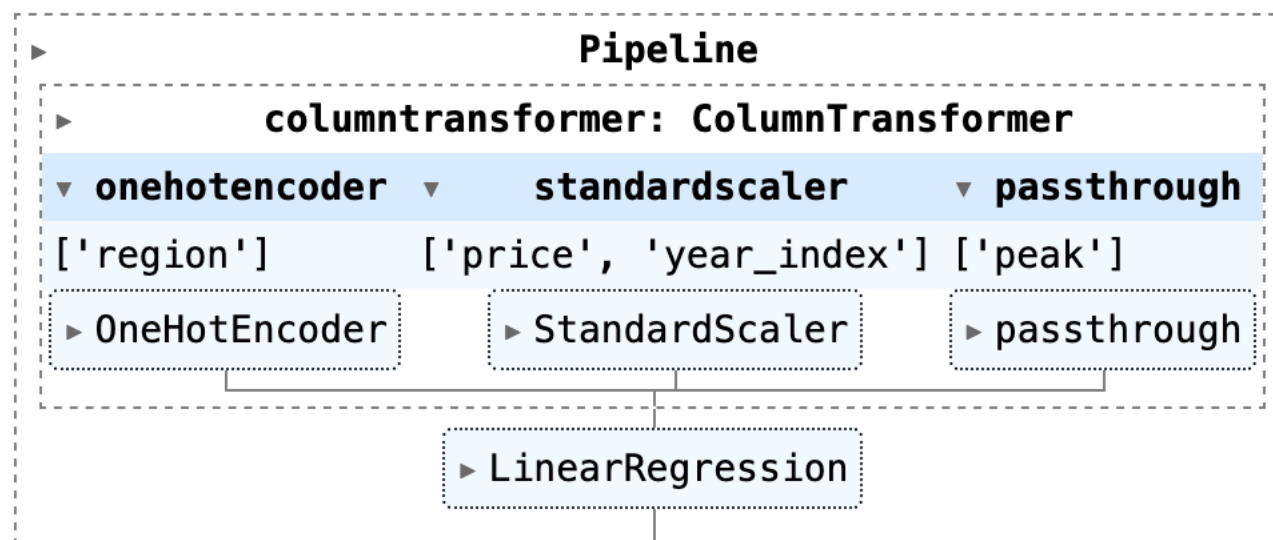 Pipeline
columntransformer: ColumnTransformer
onehotencoder standardscaler passthrough
['region'] ['price', 'year_index'] ['peak']
OneHotEncoder StandardScaler passthrough
LinearRegression